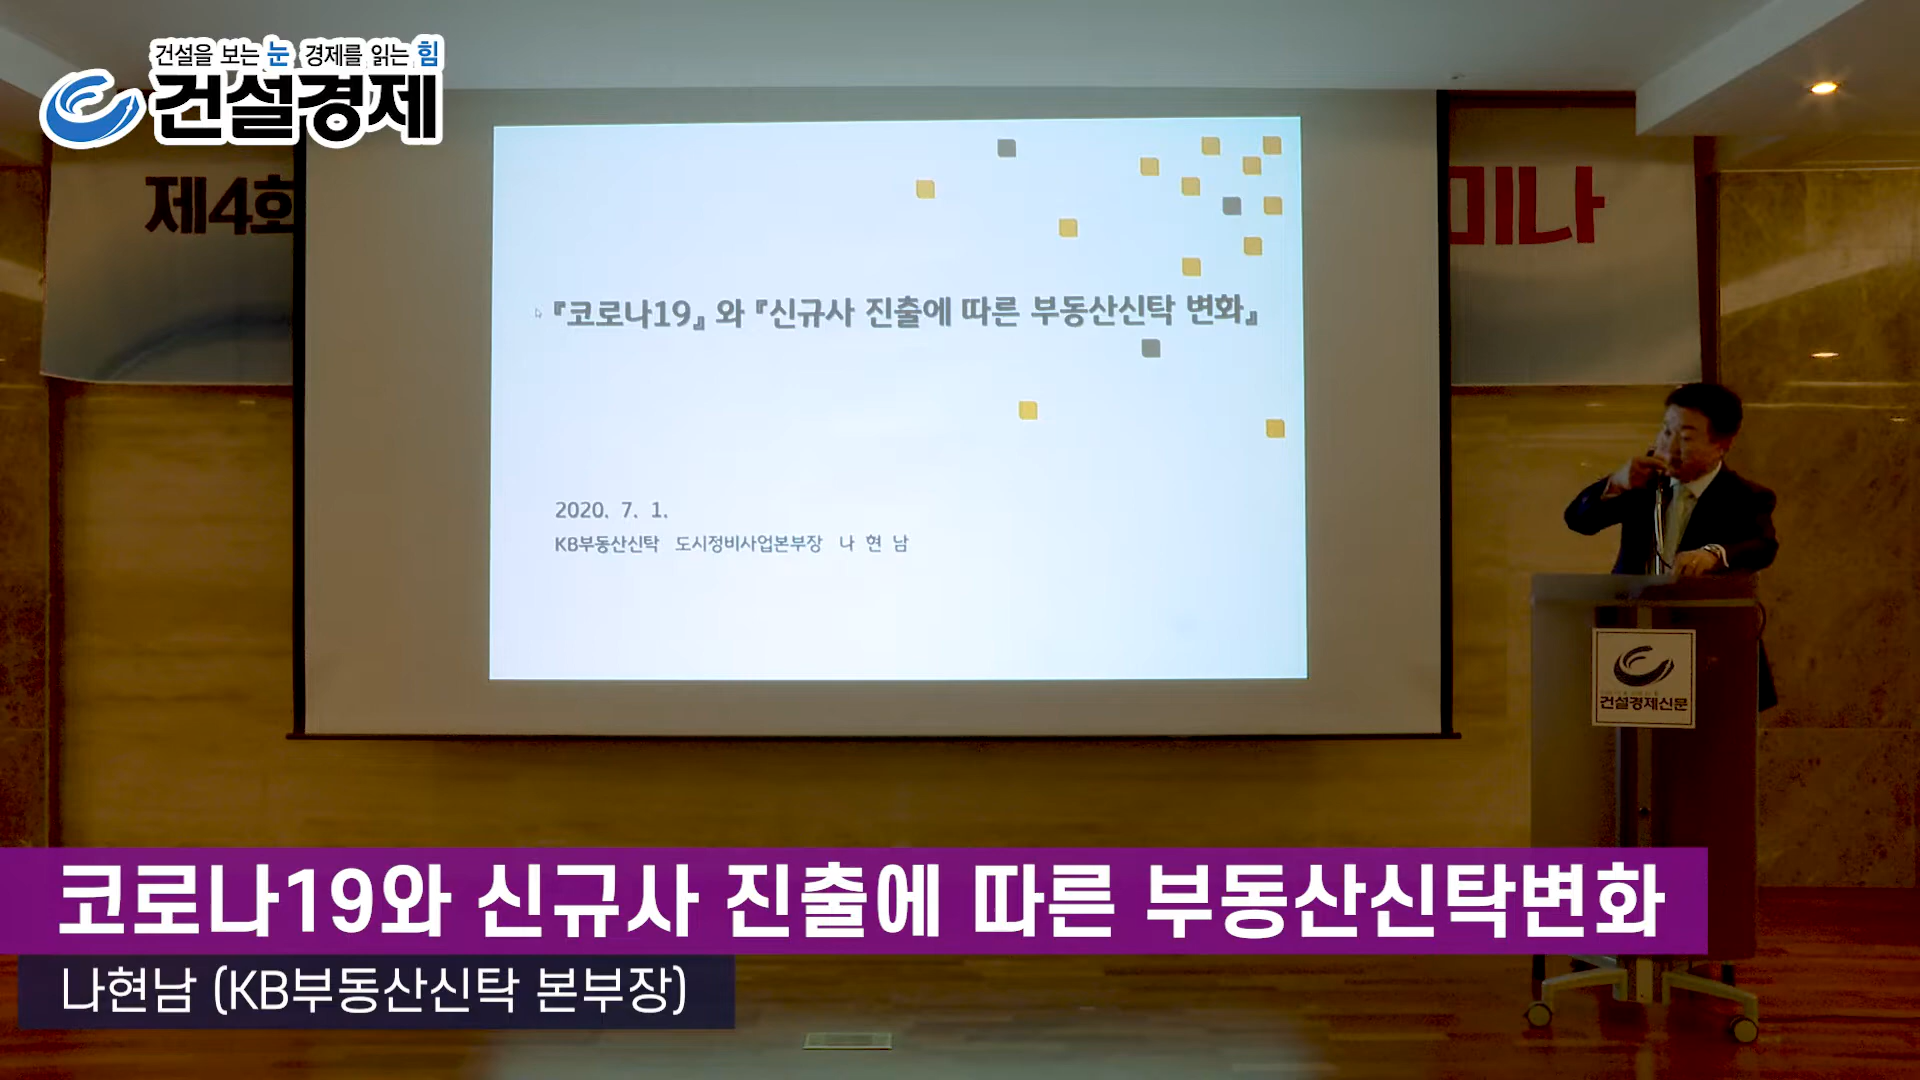 건설을 보는 눈 경제를 읽는 힘
건설경제
제4회
미나
『코로나19』 와 『신규사 진출에 따른 부동산신탁 변화』
2020. 7. 1.
KB부동산신탁 도시정비사업본부장 나 현 남
건설경제신문
코로나19와 신규사 진출에 따른 부동산신탁변화
나현남 (KB부동산신탁 본부장)